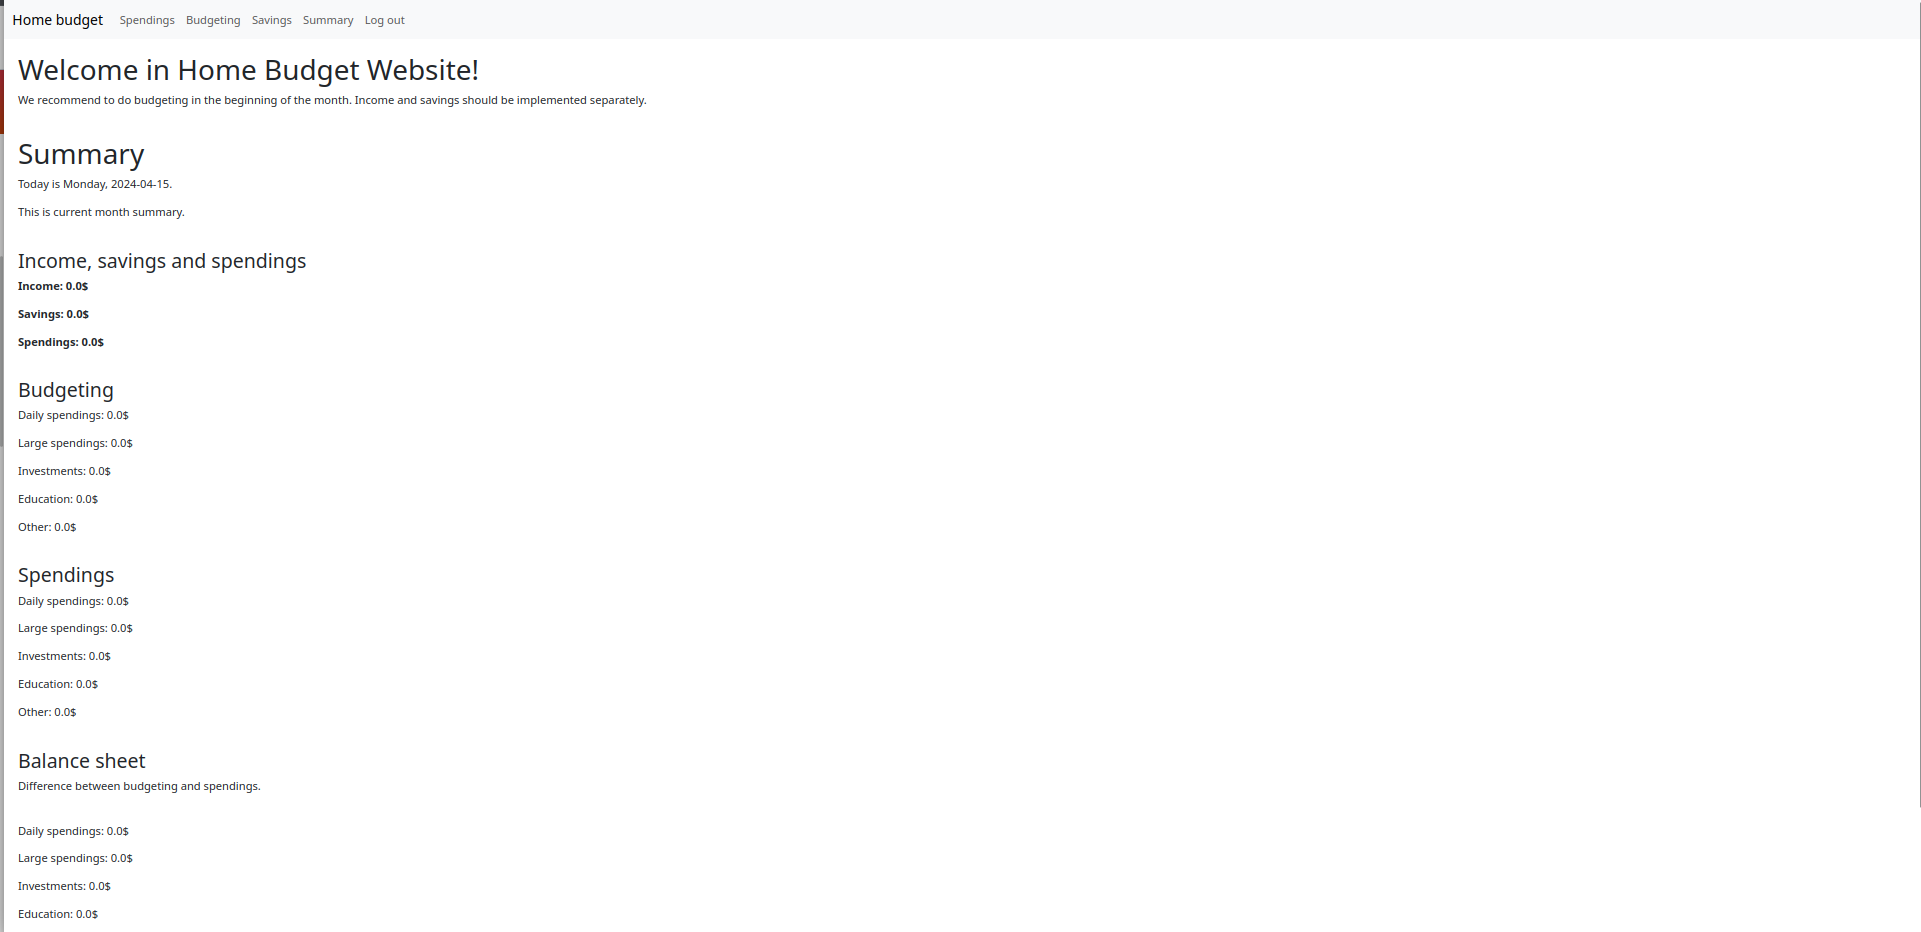 Home budget Spendings Budgeting Savings Summary Log out
Welcome in Home Budget Website!
We recommend to do budgeting in the beginning of the month. Income and savings should be implemented separately.
Summary
Today is Monday, 2024-04-15.
This is current month summary.
Income, savings and spendings
Income: 0.0$
Savings: 0.0$
Spendings: 0.0$
Budgeting
Daily spendings: 0.0$
Large spendings: 0.0$
Investments: 0.0$
Education: 0.0$
Other: 0.0$
Spendings
Daily spendings: 0.0$
Large spendings: 0.0$
Investments: 0.0$
Education: 0.0$
Other: 0.0$
Balance sheet
Difference between budgeting and spendings.
Daily spendings: 0.0$
Large spendings: 0.0$
Investments: 0.0$
Education: 0.0$